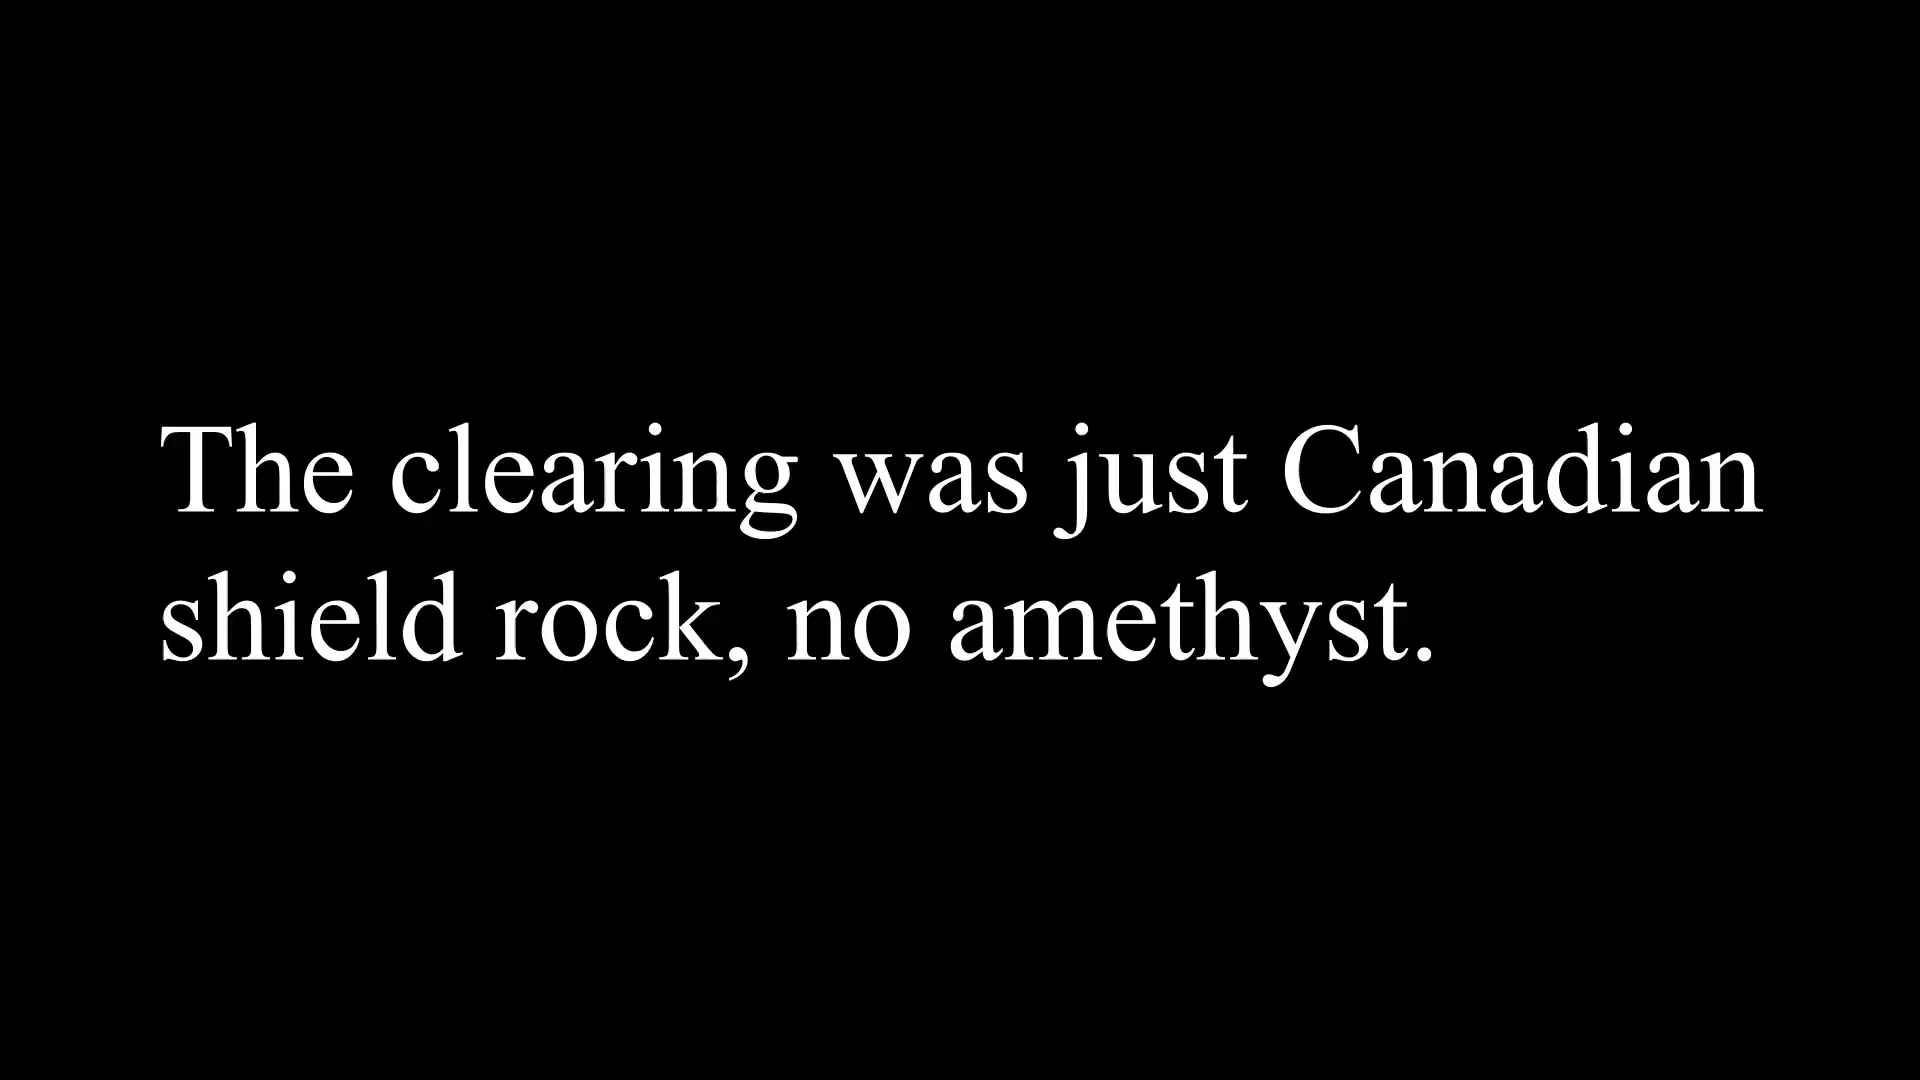 The clearing was just Canadian
shield rock, no amethyst.